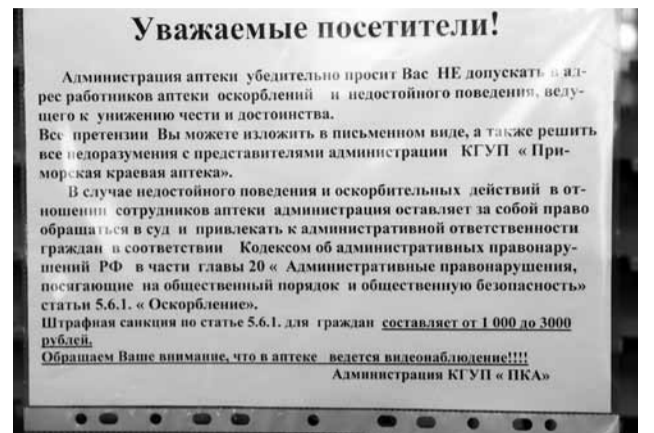 Уважаемые посетители!
Администрация аптеки убедительно просит Вас НЕ допускать в ад-
рес работников аптеки оскорблений и недостойного поведения, веду-
щего к унижению чести и достоинства.
Все претензии Вы можете изложить в письменном виде, а также решить
все недоразумения с представителями администрации КГУП « При-
морская краевая аптека».
В случае недостойного поведения и оскорбительных действий в от-
ношении сотрудников аптеки администрация оставляет за собой право
обращаться в суд и привлекать к административной ответственности
граждан в соответствии Кодексом об административных правонару-
шений РФ в части главы 20 « Административные правонарушения,
посягающие на общественный порядок и общественную безопасность»
статьи 5.6.1. « Оскорбление».
Штрафная санкция по статье 5.6.1. для граждан составляет от 1 000 до 3000
рублей.
Обращаем Ваше внимание, что в аптеке ведется видеонаблюдение!!!!
Администрация КГУП « ПКА»